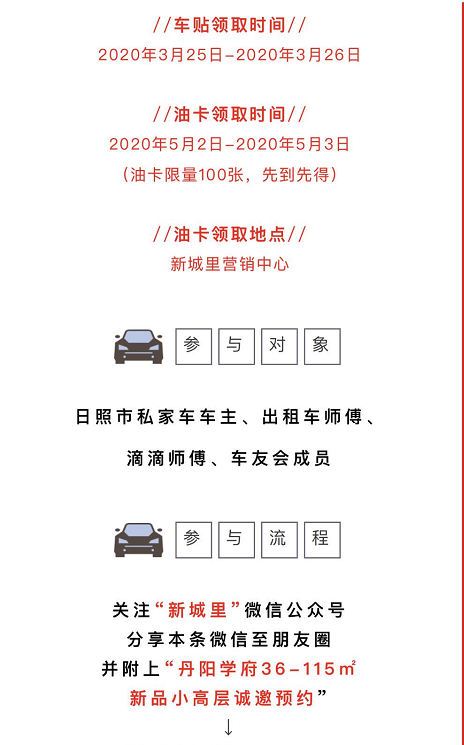 //车贴领取时间//
2020年3月25日-2020年3月26日
//油卡领取时间//
2020年5月2日-2020年5月3日
(油卡限量100张，先到先得)
//油卡领取地点//
新城里营销中心
参与对象
日照市私家车车主、出租车师傅、
滴滴师傅、车友会成员
参与流程
关注“新城里”微信公众号
分享本条微信至朋友圈
并附上“丹阳学府36-115㎡
新品小高层诚邀预约”
↓